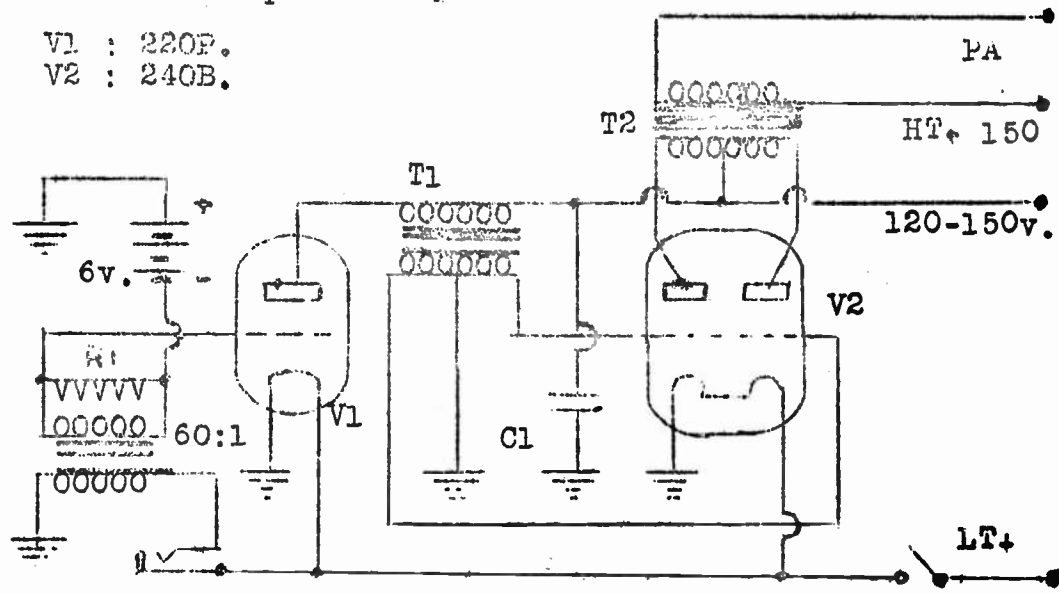 V1 : 220P.
V2 : 240B.
PA
T2
HT+ 150
T1
120-150v.
+
6v.
-
V2
R1
V1
60:1
C1
LT+